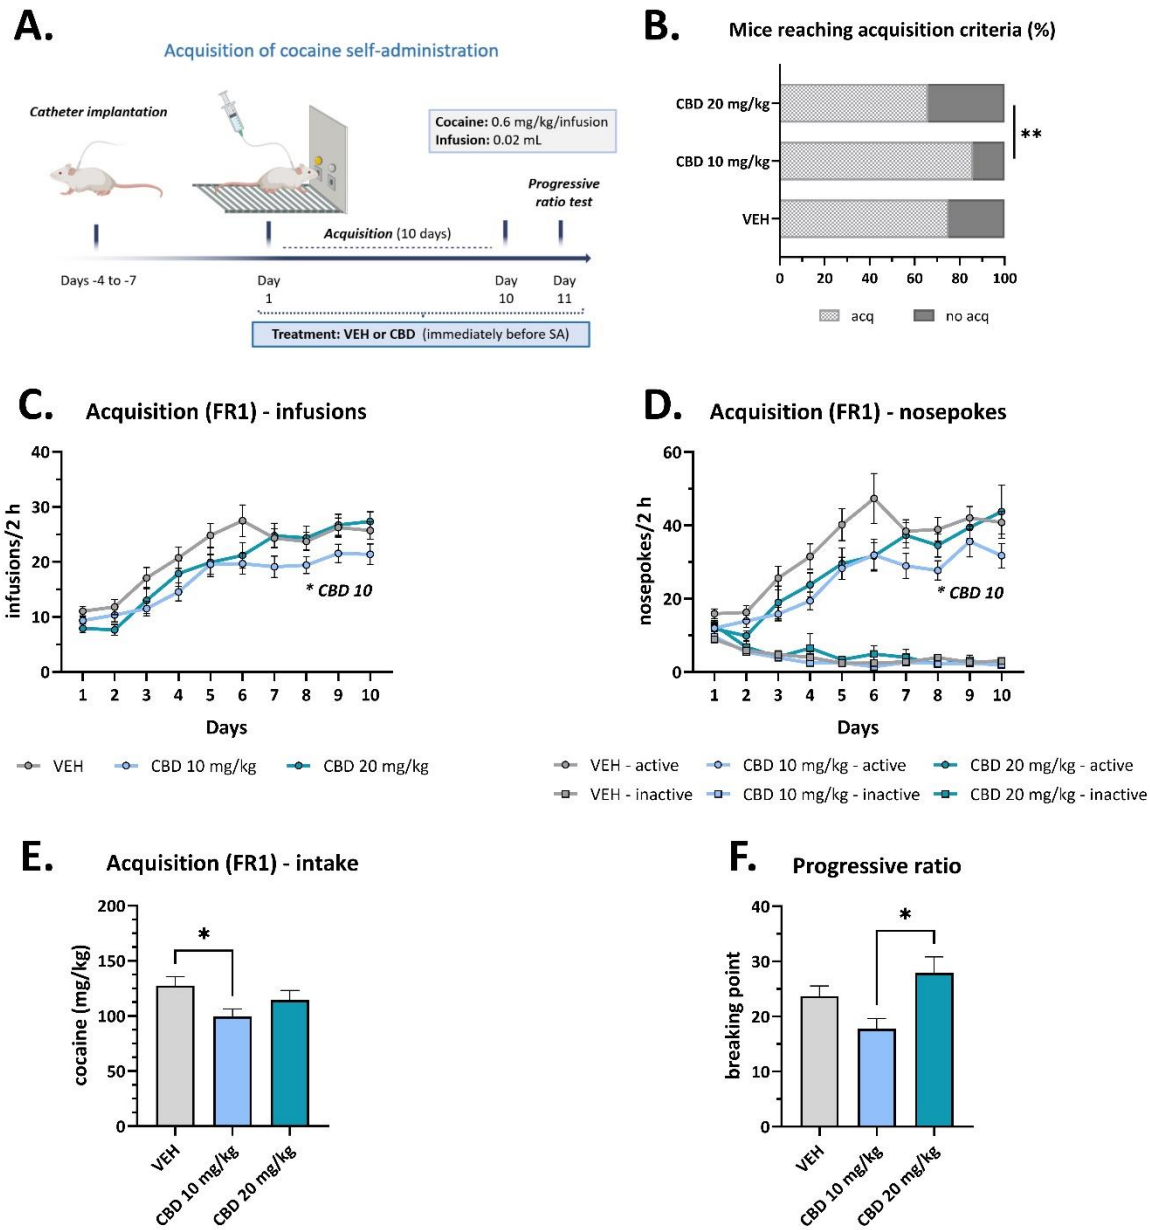 A.
Acquisition of cocaine self-administration
Catheter implantation
Cocaine: 0.6 mg/kg/infusion
Infusion: 0.02 mL
Progressive
ratio test
Acquisition (10 days)
Days -4 to -7
Day
1
Day
10
Day
11
Treatment: VEH or CBD (immediately before SA)
B.
Mice reaching acquisition criteria (%)
CBD 20 mg/kg
CBD 10 mg/kg
VEH
**
0 20 40 60 80 100
acq no acq
C.
Acquisition (FR1) - infusions
infusions/2 h
40
30
20
10
0
* CBD 10
1 2 3 4 5 6 7 8 9 10
Days
VEH CBD 10 mg/kg CBD 20 mg/kg
D.
Acquisition (FR1) - nosepokes
nosepokes/2 h
60
40
20
0
* CBD 10
1 2 3 4 5 6 7 8 9 10
Days
VEH - active CBD 10 mg/kg - active CBD 20 mg/kg - active
VEH - inactive CBD 10 mg/kg - inactive CBD 20 mg/kg - inactive
E.
Acquisition (FR1) - intake
cocaine (mg/kg)
200
150
100
50
0
*
VEH
CBD 10 mg/kg
CBD 20 mg/kg
F.
Progressive ratio
breaking point
40
30
20
10
0
*
VEH
CBD 10 mg/kg
CBD 20 mg/kg